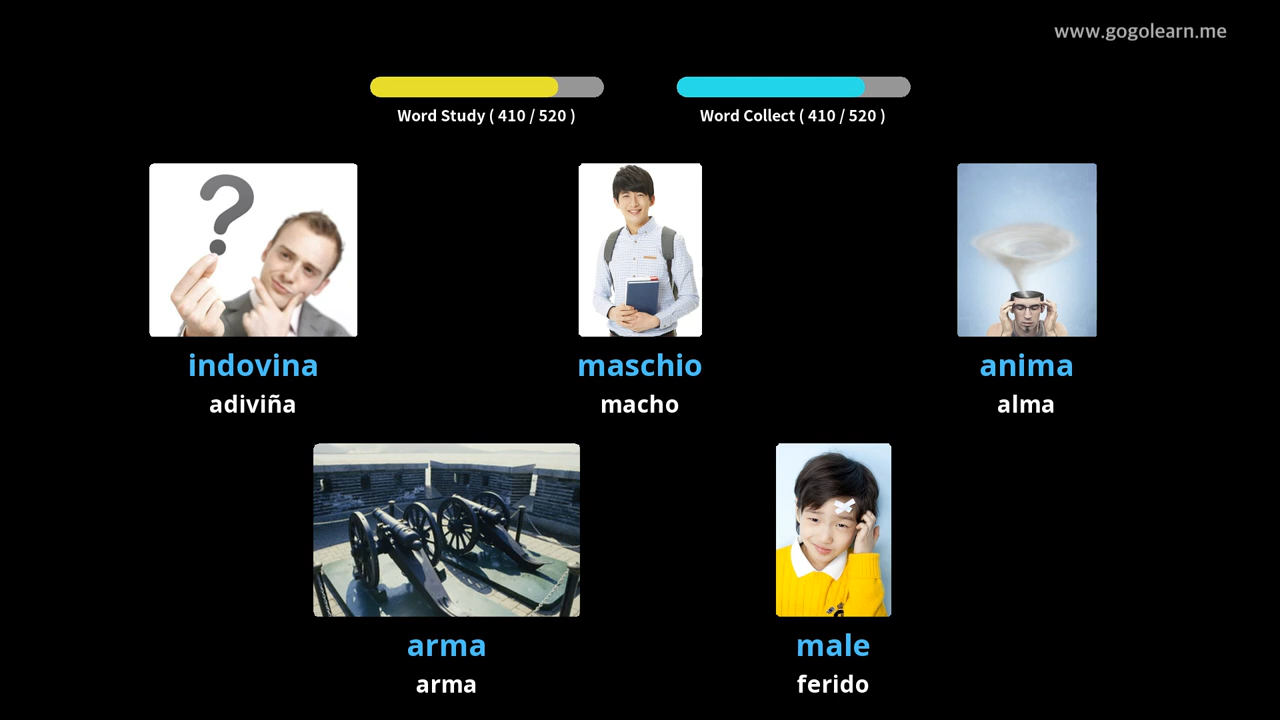 www.gogolearn.me
Word Study ( 410 / 520 )
Word Collect ( 410 / 520 )
indovina
adiviña
maschio
macho
anima
alma
arma
arma
male
ferido